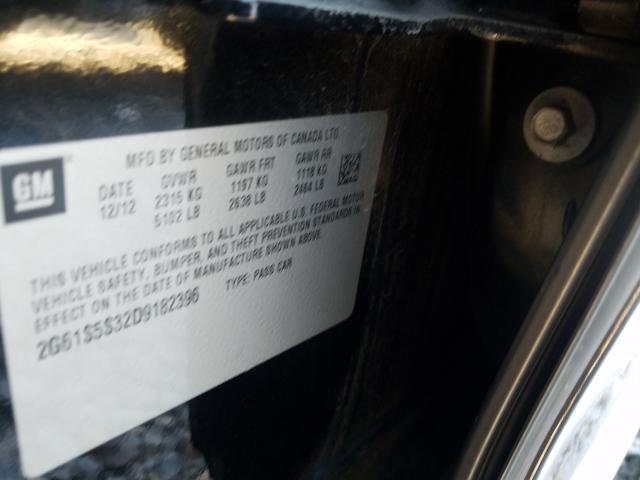 GM
MFD BY GENERAL MOTORS OF CANADA LTD.
DATE GVWR GAWR FRT GAWR RR
12/12 2315 KG 1197 KG 1118 KG
5102 LB 2638 LB 2464 LB
THIS VEHICLE CONFORMS TO ALL APPLICABLE U.S. FEDERAL MOTOR
VEHICLE SAFETY, BUMPER, AND THEFT PREVENTION STANDARDS IN
EFFECT ON THE DATE OF MANUFACTURE SHOWN ABOVE.
2G61S5S32D9182396 TYPE: PASS CAR